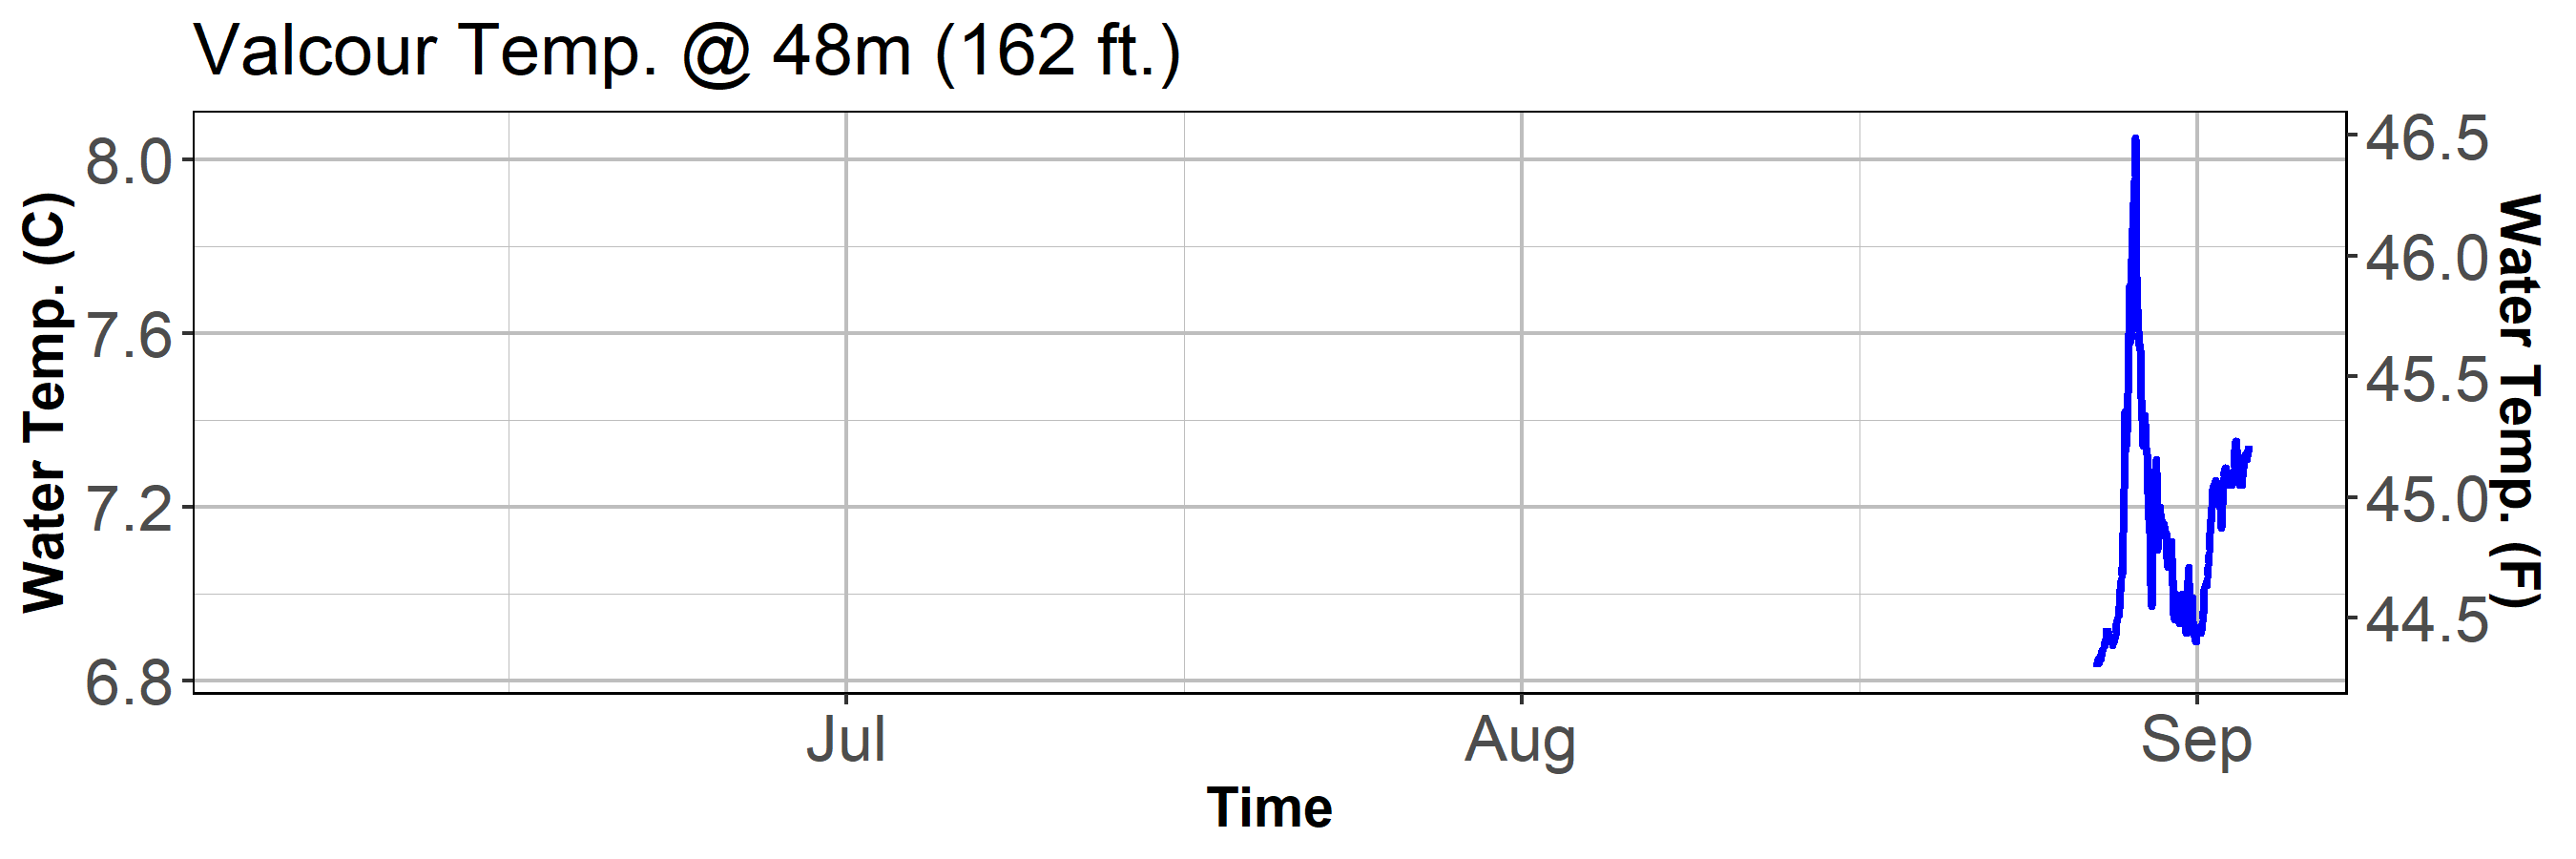 Valcour Temp. @ 48m (162 ft.)
Water Temp. (C)
8.0
7.6
7.2
6.8
46.5
46.0
45.5
45.0
44.5
Water Temp. (F)
Jul
Aug
Sep
Time